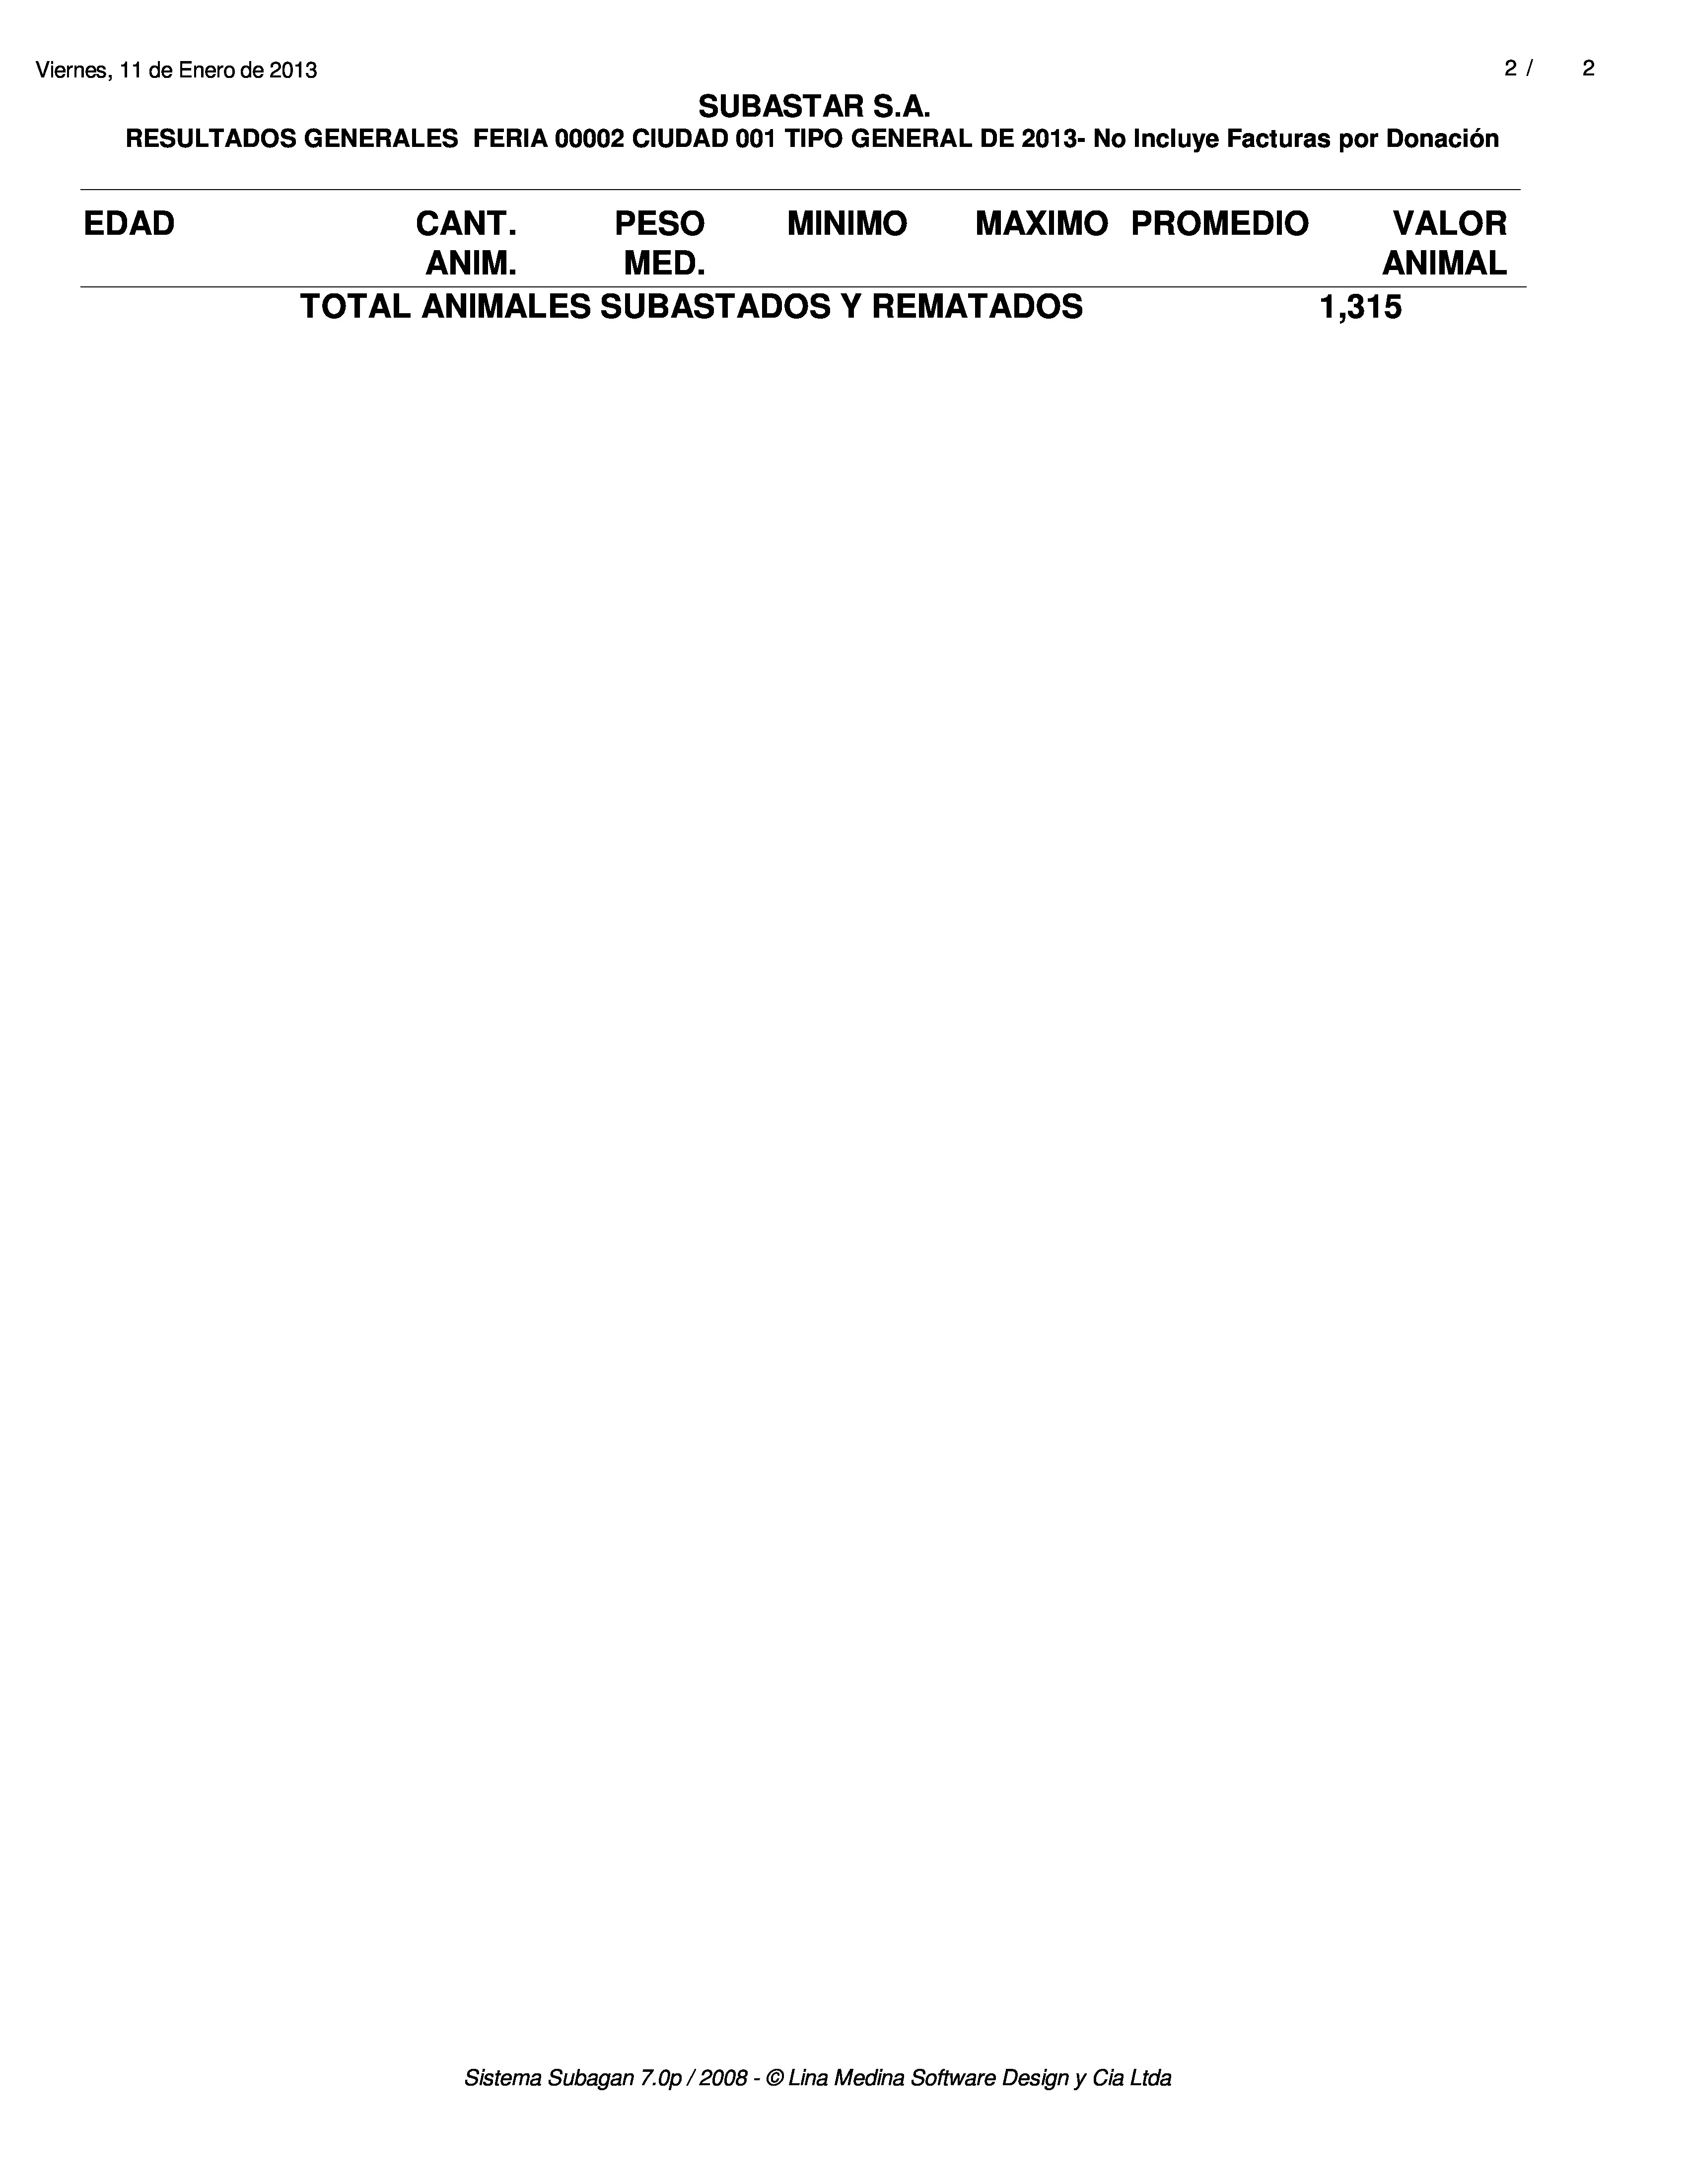 Viernes, 11 de Enero de 2013 2 / 2
SUBASTAR S.A.
RESULTADOS GENERALES FERIA 00002 CIUDAD 001 TIPO GENERAL DE 2013- No Incluye Facturas por Donación
EDAD CANT. PESO MINIMO MAXIMO PROMEDIO VALOR
ANIM. MED. ANIMAL
TOTAL ANIMALES SUBASTADOS Y REMATADOS 1,315
Sistema Subagan 7.0p / 2008 - © Lina Medina Software Design y Cia Ltda